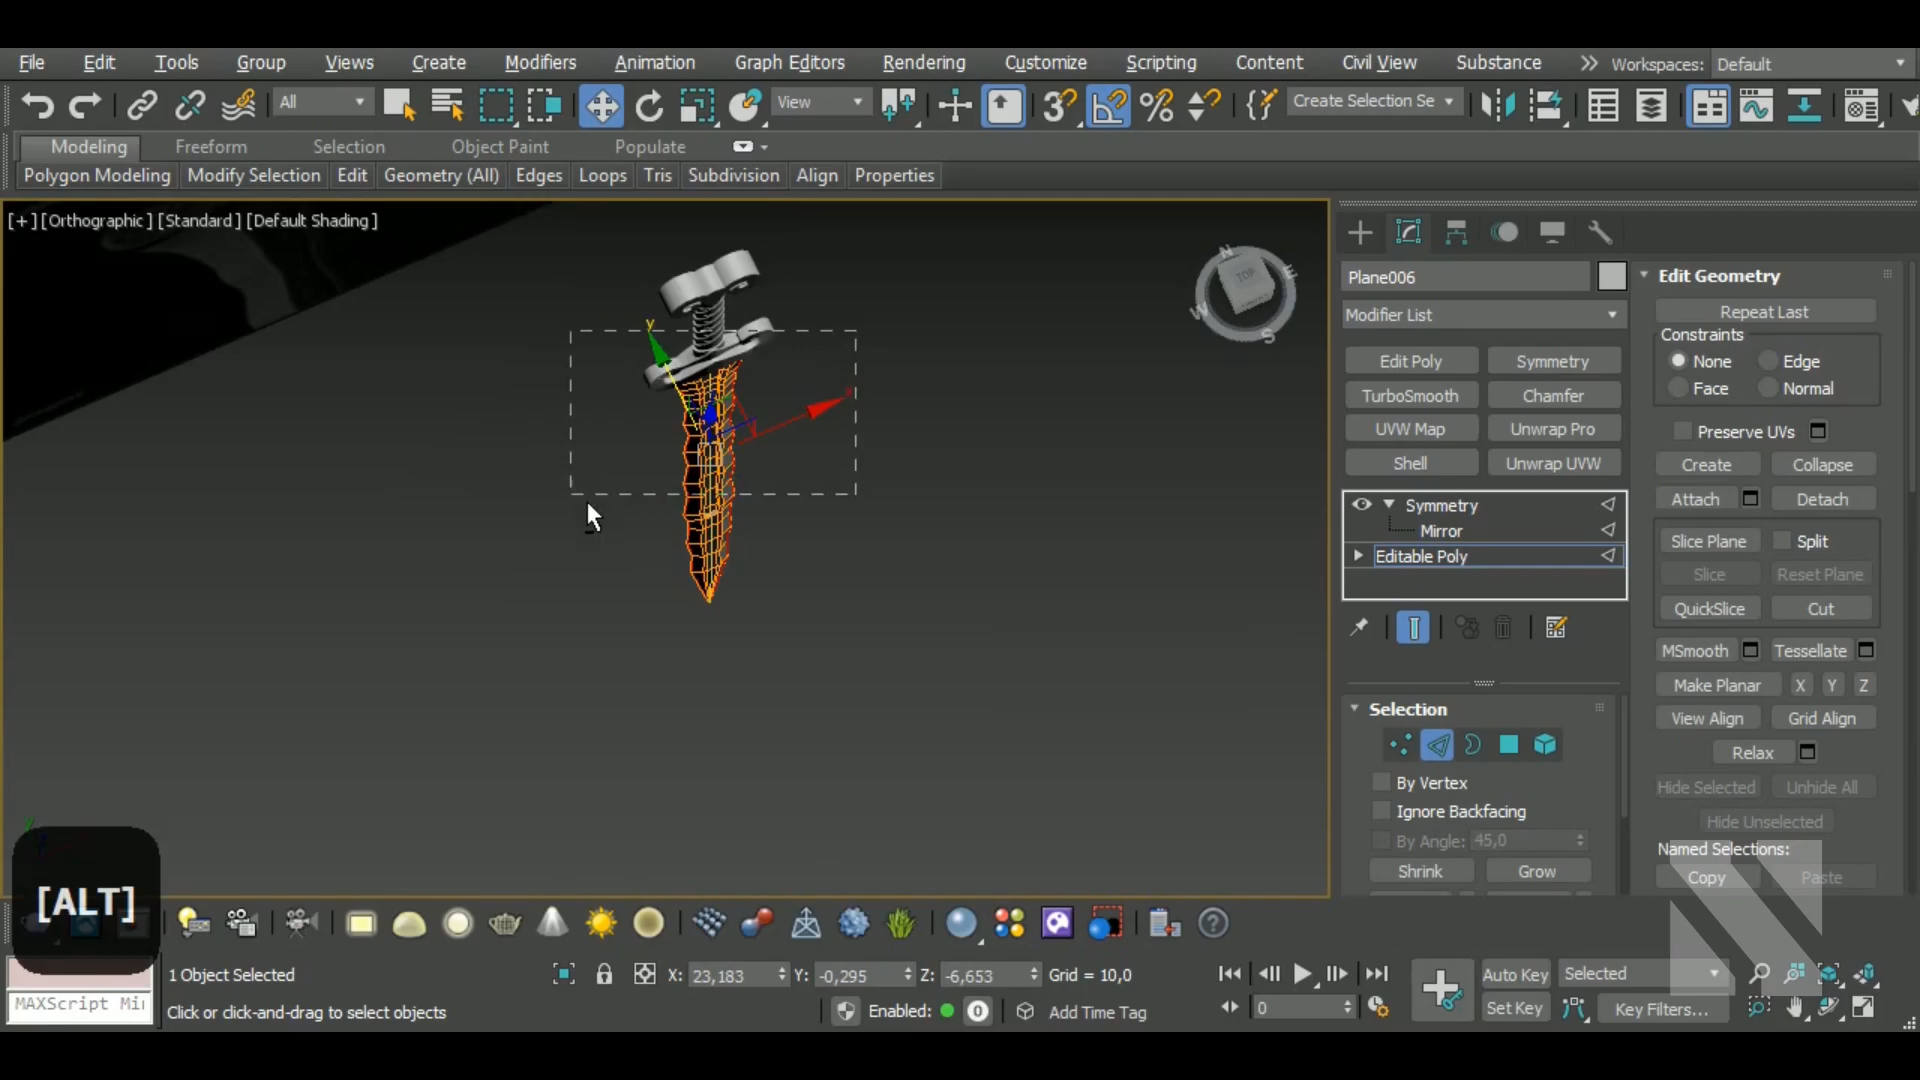 File Edit Tools Group Views Create Modifiers Animation Graph Editors Rendering Customize Scripting Content Civil View Substance Workspaces: Default
All View Create Selection Se
Modeling Freeform Selection Object Paint Populate
Polygon Modeling Modify Selection Edit Geometry (All) Edges Loops Tris Subdivision Align Properties
[+] [Orthographic] [Standard] [Default Shading]
N
E
TOP
W
S
y
x
Plane006
Modifier List
Edit Poly Symmetry
TurboSmooth Chamfer
UVW Map Unwrap Pro
Shell Unwrap UVW
Symmetry
Mirror
Editable Poly
Selection
By Vertex
Ignore Backfacing
By Angle: 45,0
Shrink Grow
Edit Geometry
Repeat Last
Constraints
None Edge
Face Normal
Preserve UVs
Create Collapse
Attach Detach
Slice Plane Split
Slice Reset Plane
QuickSlice Cut
MSmooth Tessellate
Make Planar X Y Z
View Align Grid Align
Relax
Hide Selected Unhide All
Hide Unselected
Named Selections:
Copy Paste
[ALT]
1 Object Selected X: 23,183 Y: -0,295 Z: -6,653 Grid = 10,0 Auto Key Selected
MAXScript Mi Click or click-and-drag to select objects Enabled: 0 Add Time Tag 0 Set Key Key Filters...